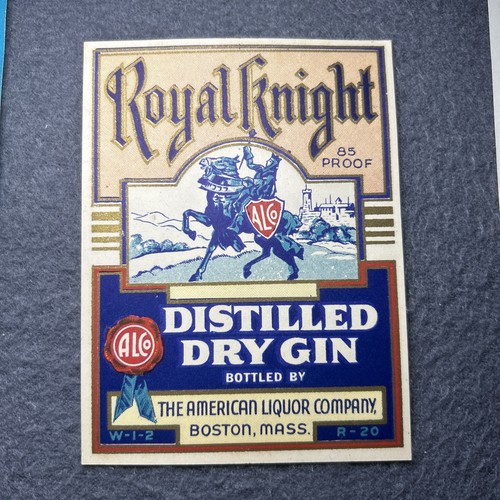 Royal Knight
85
PROOF
ALCO
DISTILLED
DRY GIN
ALCO
BOTTLED BY
THE AMERICAN LIQUOR COMPANY,
BOSTON, MASS.
W-1-2
R-20